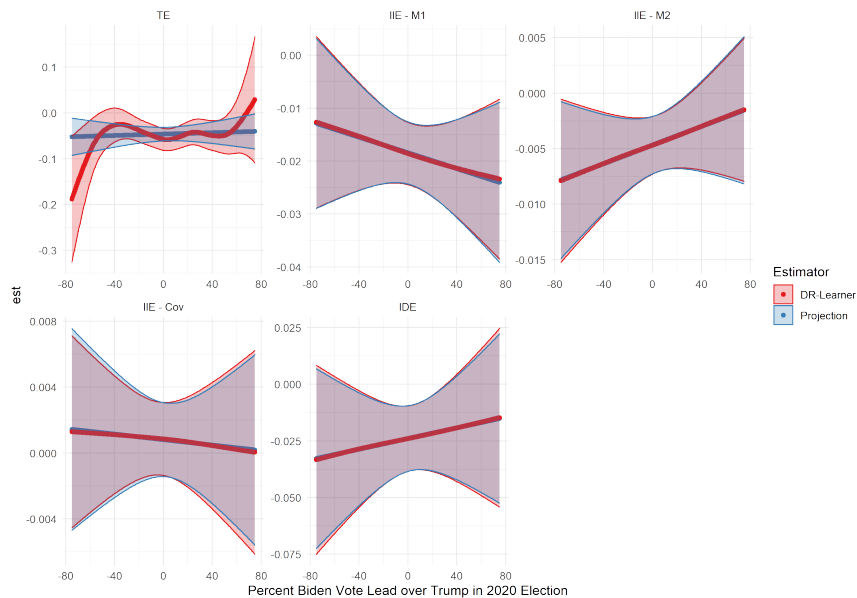 TE
IIE - M1
IIE - M2
0.1
0.0
-0.1
-0.2
-0.3
0.00
-0.01
-0.02
-0.03
-0.04
0.005
0.000
-0.005
-0.010
-0.015
-80 -40 0 40 80
-80 -40 0 40 80
-80 -40 0 40 80
est
IIE - Cov
IDE
0.008
0.004
0.000
-0.004
0.025
0.000
-0.025
-0.050
-0.075
-80 -40 0 40 80
-80 -40 0 40 80
Percent Biden Vote Lead over Trump in 2020 Election
Estimator
DR-Learner
Projection